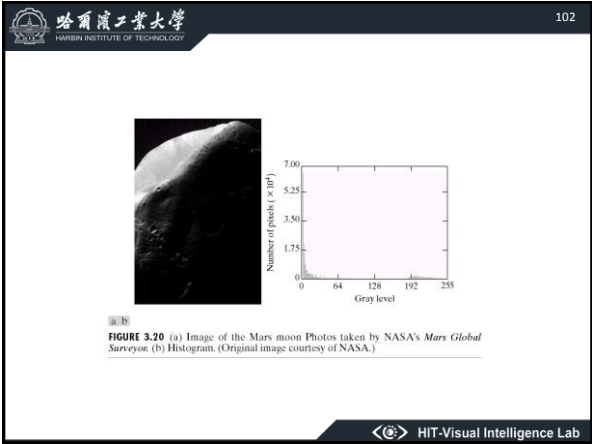 哈爾濱工業大學
HARBIN INSTITUTE OF TECHNOLOGY
102
7.00
5.25
3.50
1.75
0
Number of pixels ( × 10⁴)
0 64 128 192 255
Gray level
a b
FIGURE 3.20 (a) Image of the Mars moon Photos taken by NASA's Mars Global
Surveyor. (b) Histogram. (Original image courtesy of NASA.)
HIT-Visual Intelligence Lab